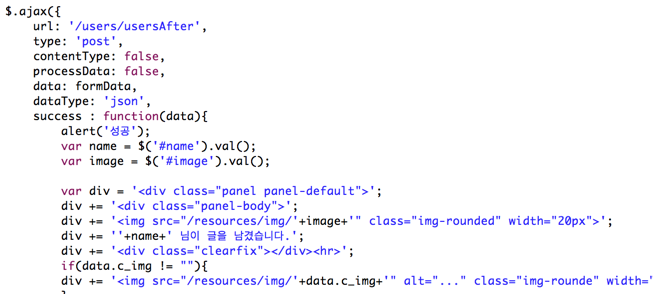 $.ajax({
url: '/users/usersAfter',
type: 'post',
contentType: false,
processData: false,
data: formData,
dataType: 'json',
success : function(data){
alert('성공');
var name = $('#name').val();
var image = $('#image').val();
var div = '<div class="panel panel-default">';
div += '<div class="panel-body">';
div += '<img src="/resources/img/'+image+'" class="img-rounded" width="20px">';
div += ''+name+' 님이 글을 남겼습니다.';
div += '<div class="clearfix"></div><hr>';
if(data.c_img != ""){
div += '<img src="/resources/img/'+data.c_img+'" alt="..." class="img-rounde" width='